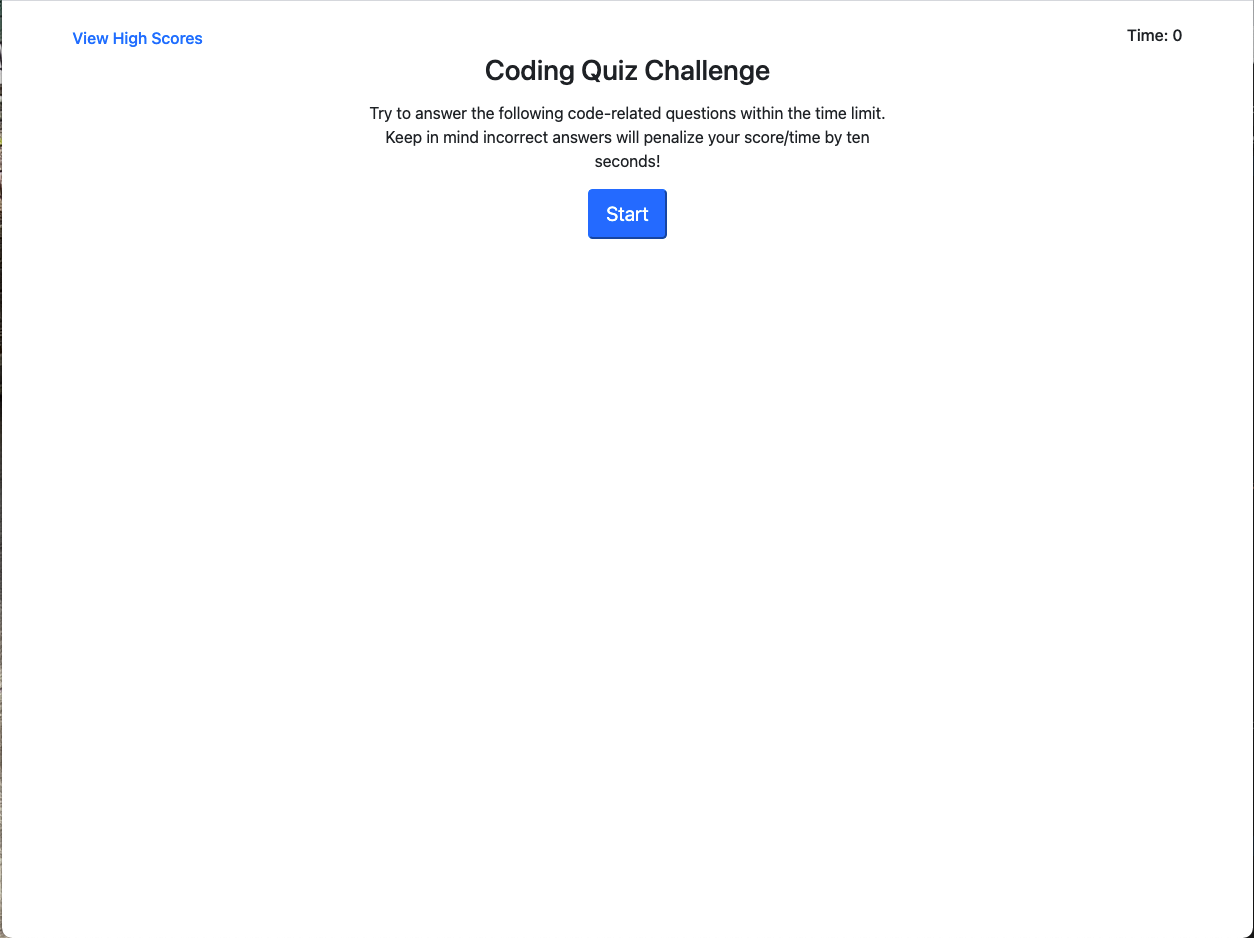 View High Scores
Time: 0
Coding Quiz Challenge
Try to answer the following code-related questions within the time limit.
Keep in mind incorrect answers will penalize your score/time by ten
seconds!
Start